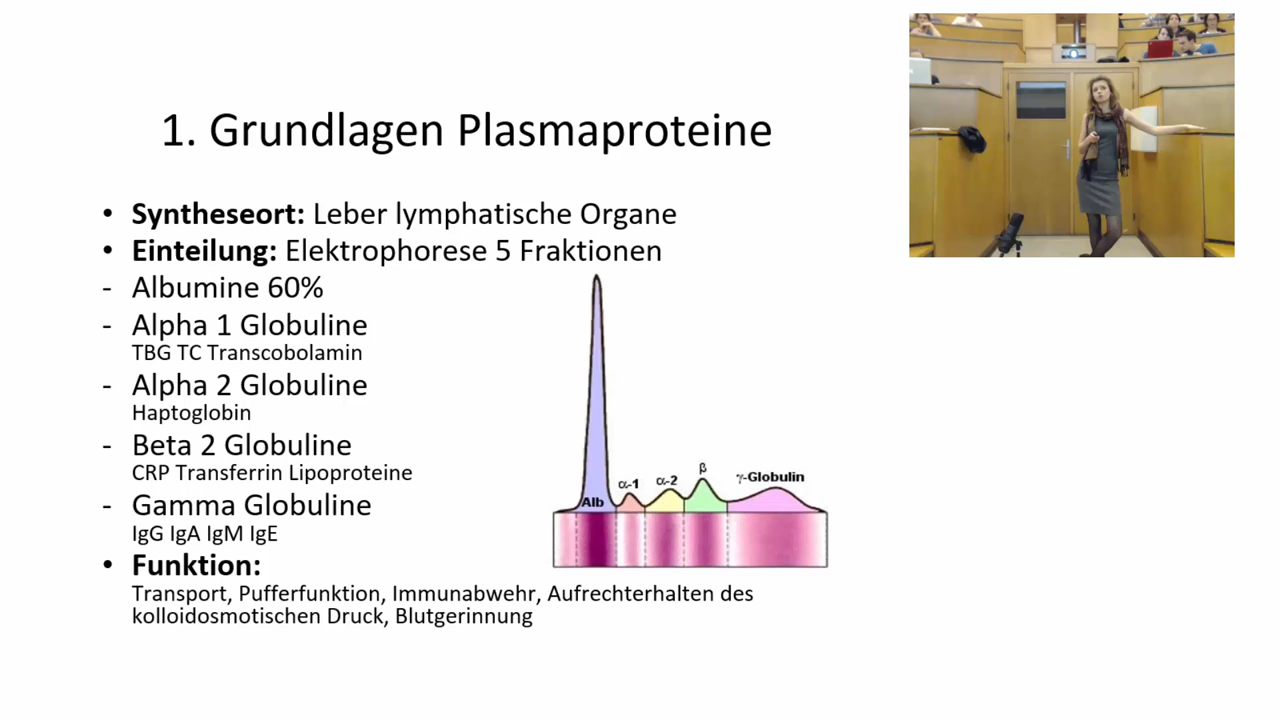 1. Grundlagen Plasmaproteine
• Syntheseort: Leber lymphatische Organe
• Einteilung: Elektrophorese 5 Fraktionen
- Albumine 60%
- Alpha 1 Globuline
TBG TC Transcobolamin
- Alpha 2 Globuline
Haptoglobin
- Beta 2 Globuline
CRP Transferrin Lipoproteine
- Gamma Globuline
IgG IgA IgM IgE
• Funktion:
Transport, Pufferfunktion, Immunabwehr, Aufrechterhalten des
kolloidosmotischen Druck, Blutgerinnung
Alb
α-1
α-2
β
γ-Globulin